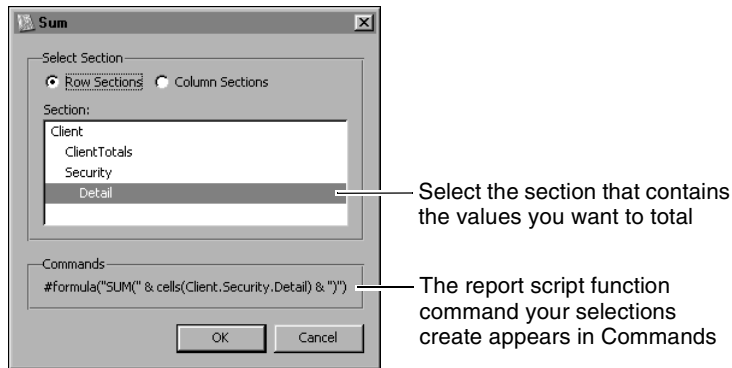 Sum
Select Section
Row Sections Column Sections
Section:
Client
ClientTotals
Security
Detail
Select the section that contains
the values you want to total
Commands
#formula("SUM(" & cells(Client.Security.Detail) & ")")
The report script function
command your selections
create appears in Commands
OK Cancel